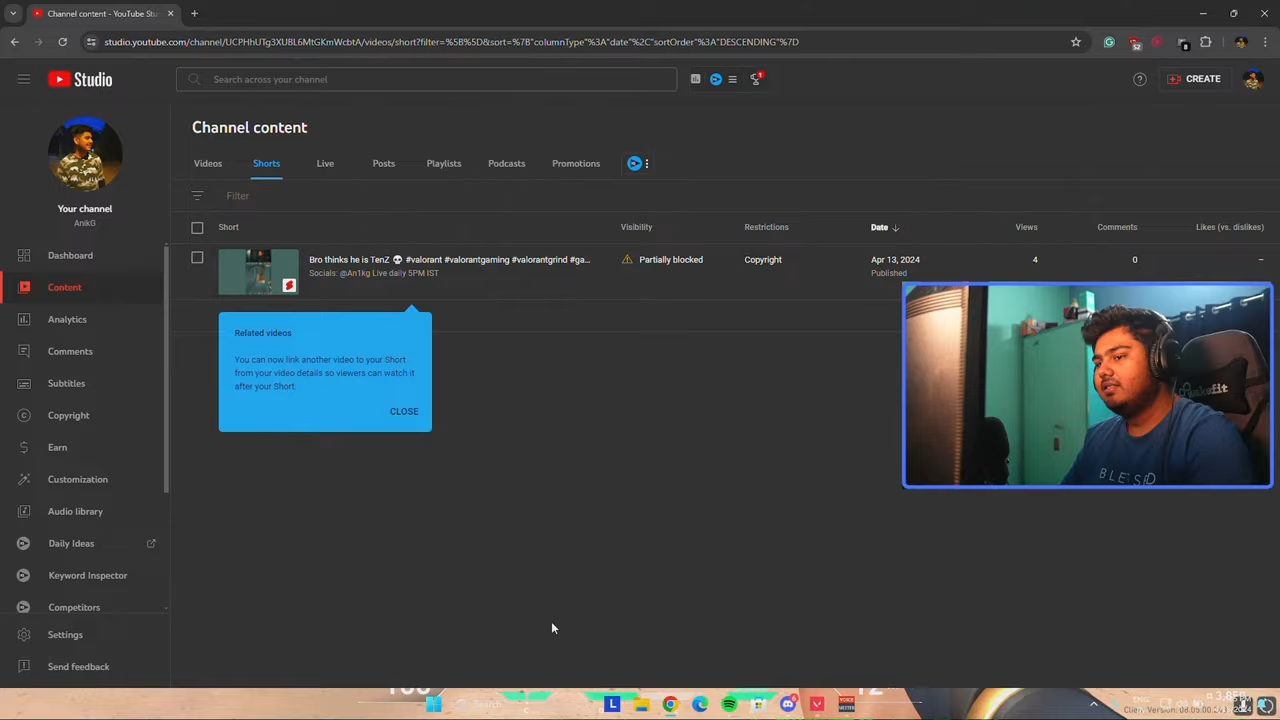 Channel content - YouTube Stu
studio.youtube.com/channel/UCPHhUTg3XUBL6MtGKmWcbtA/videos/short?filter=%5B%5D&sort=%7B"columnType"%3A"date"%2C"sortOrder"%3A"DESCENDING"%7D
52
Studio
Search across your channel
1
CREATE
Channel content
Videos
Shorts
Live
Posts
Playlists
Podcasts
Promotions
Your channel
AnikG
Filter
Short
Visibility
Restrictions
Date
Views
Comments
Likes (vs. dislikes)
Bro thinks he is TenZ 💀 #valorant #valorantgaming #valorantgrind #ga...
Socials: @An1kg Live daily 5PM IST
Partially blocked
Copyright
Apr 13, 2024
Published
4
0
–
Related videos
You can now link another video to your Short
from your video details so viewers can watch it
after your Short.
CLOSE
Dashboard
Content
Analytics
Comments
Subtitles
Copyright
Earn
Customization
Audio library
Daily Ideas
Keyword Inspector
Competitors
Settings
Send feedback
Search